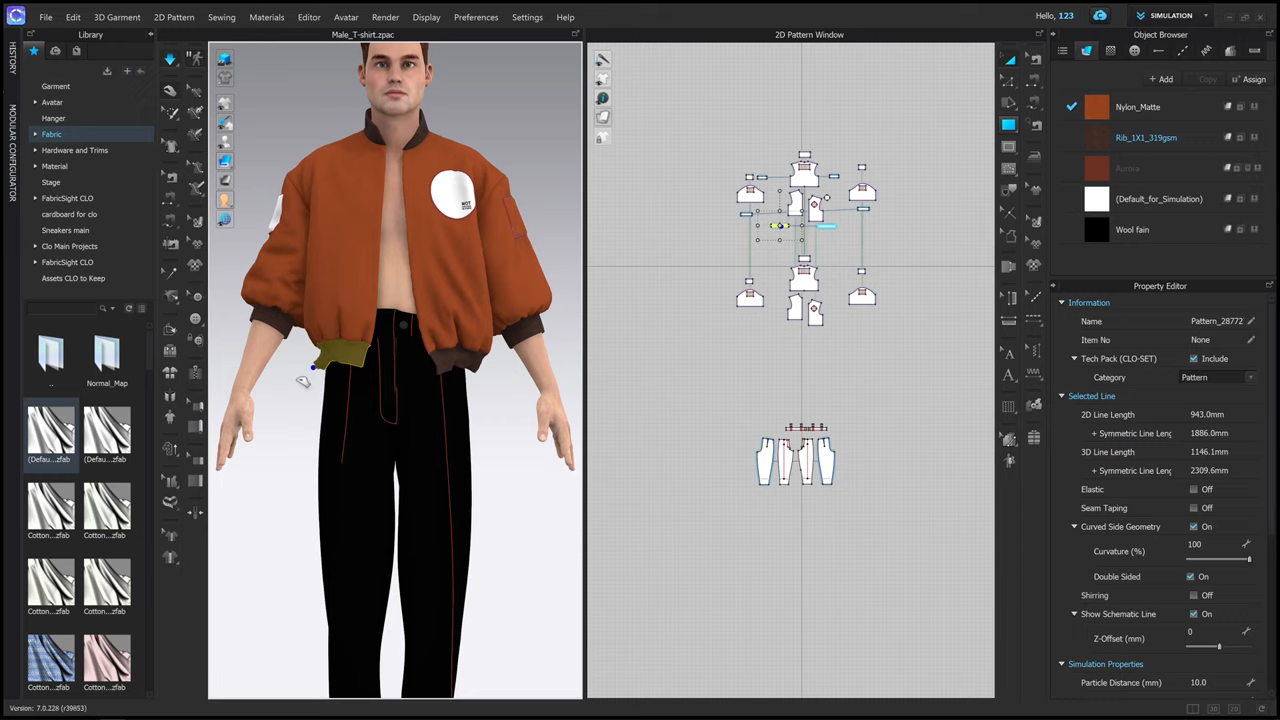 File Edit 3D Garment 2D Pattern Sewing Materials Editor Avatar Render Display Preferences Settings Help
Hello, 123
SIMULATION
HISTORY
MODULAR CONFIGURATOR
Library
Garment
Avatar
Hanger
Fabric
Hardware and Trims
Material
Stage
FabricSight CLO
cardboard for clo
Sneakers main
Clo Main Projects
FabricSight CLO
Assets CLO to Keep
..
Normal_Map
(Defau...zfab
(Defau...zfab
Cotton...zfab
Cotton...zfab
Cotton...zfab
Cotton...zfab
Cotton...zfab
Cotton...zfab
Version: 7.0.228 (r39853)
Male_T-shirt.zpac
NOT
2D Pattern Window
Object Browser
+ Add
Copy
Assign
Nylon_Matte
Rib_1X1_319gsm
Aurora
(Default_for_Simulation)
Wool fain
Property Editor
Information
Name Pattern_28772
Item No None
Tech Pack (CLO-SET) Include
Category Pattern
Selected Line
2D Line Length 943.0mm
+ Symmetric Line Leng 1886.0mm
3D Line Length 1146.1mm
+ Symmetric Line Leng 2309.6mm
Elastic Off
Seam Taping Off
Curved Side Geometry On
Curvature (%) 100
Double Sided On
Shirring Off
Show Schematic Line On
Z-Offset (mm) 0
Simulation Properties
Particle Distance (mm) 10.0
2D
2D